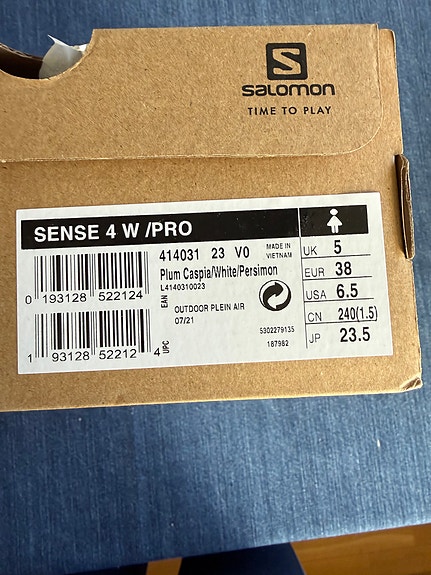 salomon
TIME TO PLAY
SENSE 4 W /PRO
414031 23 V0
MADE IN
VIETNAM
Plum Caspia/White/Persimon
L4140310023
0 193128 522124
EAN
OUTDOOR PLEIN AIR
07/21
5302279135
187982
1 93128 52212 4
UPC
UK 5
EUR 38
USA 6.5
CN 240(1.5)
JP 23.5